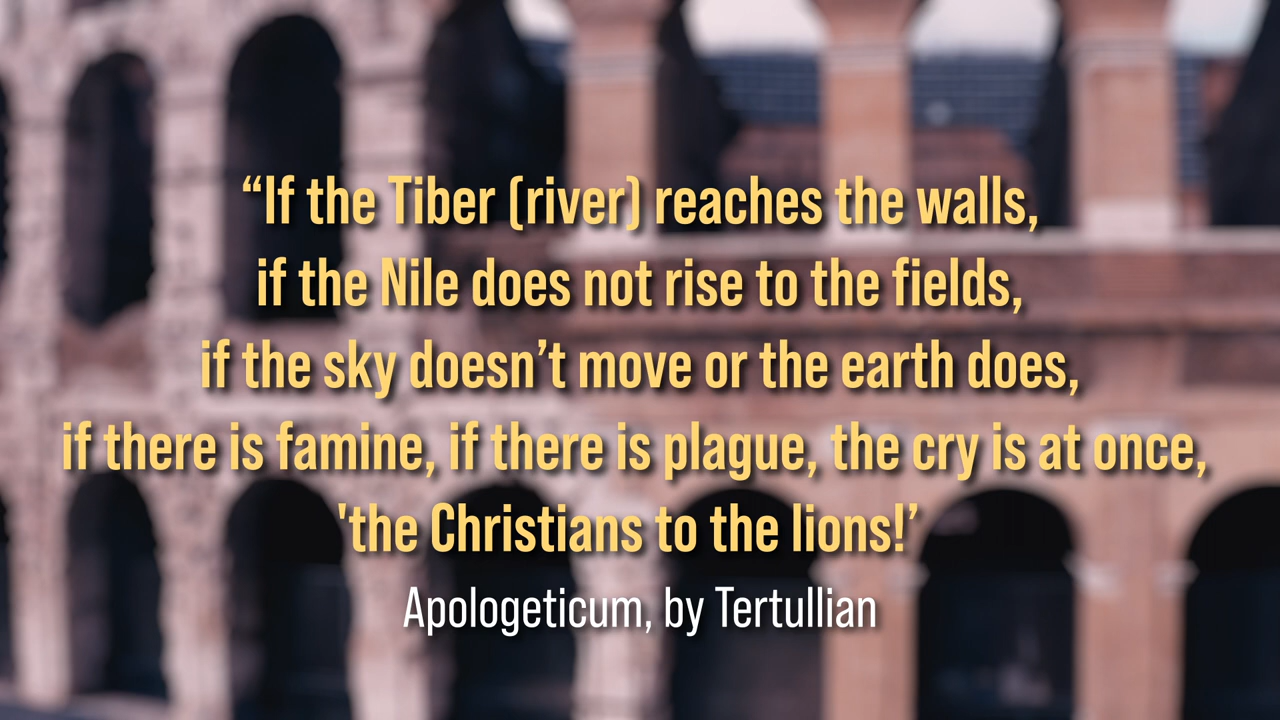 “If the Tiber (river) reaches the walls,
if the Nile does not rise to the fields,
if the sky doesn’t move or the earth does,
if there is famine, if there is plague, the cry is at once,
'the Christians to the lions!’
Apologeticum, by Tertullian